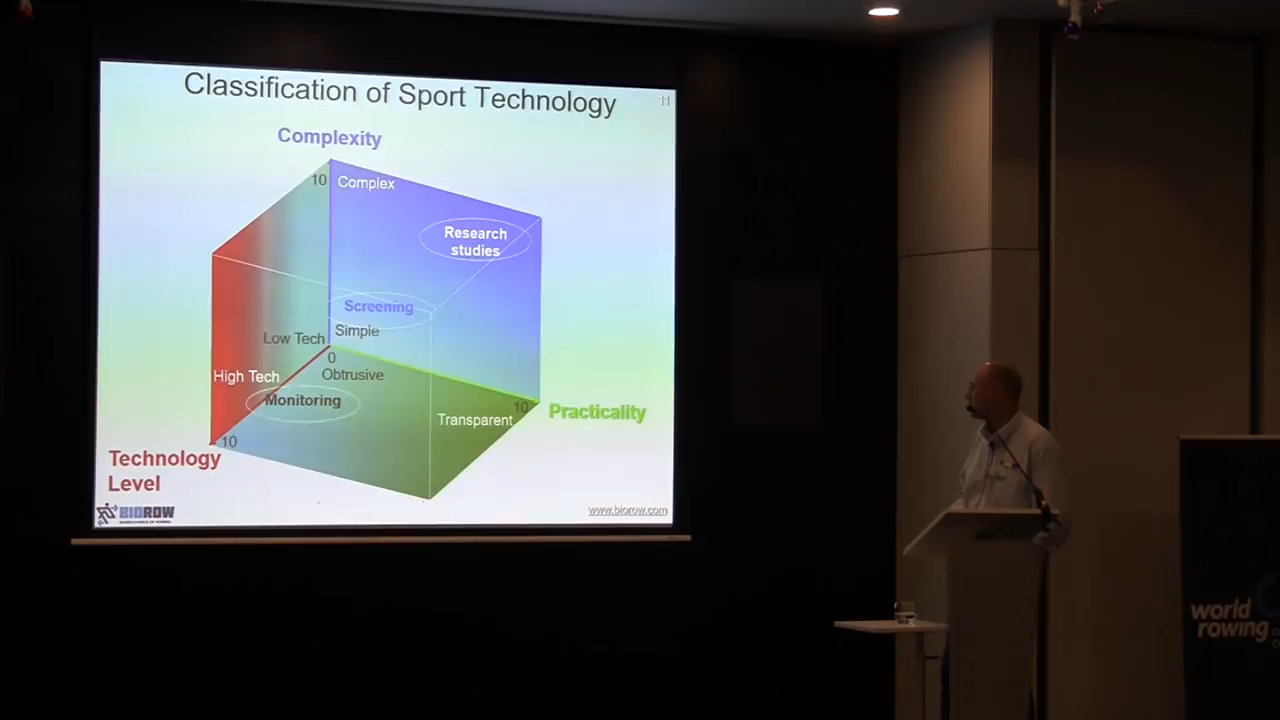 Classification of Sport Technology
11
Complexity
10
Complex
Research
studies
Screening
Simple
Low Tech
0
Obtrusive
High Tech
Monitoring
10
Transparent
Practicality
10
Technology
Level
BIOROW
www.biorow.com
world
rowing